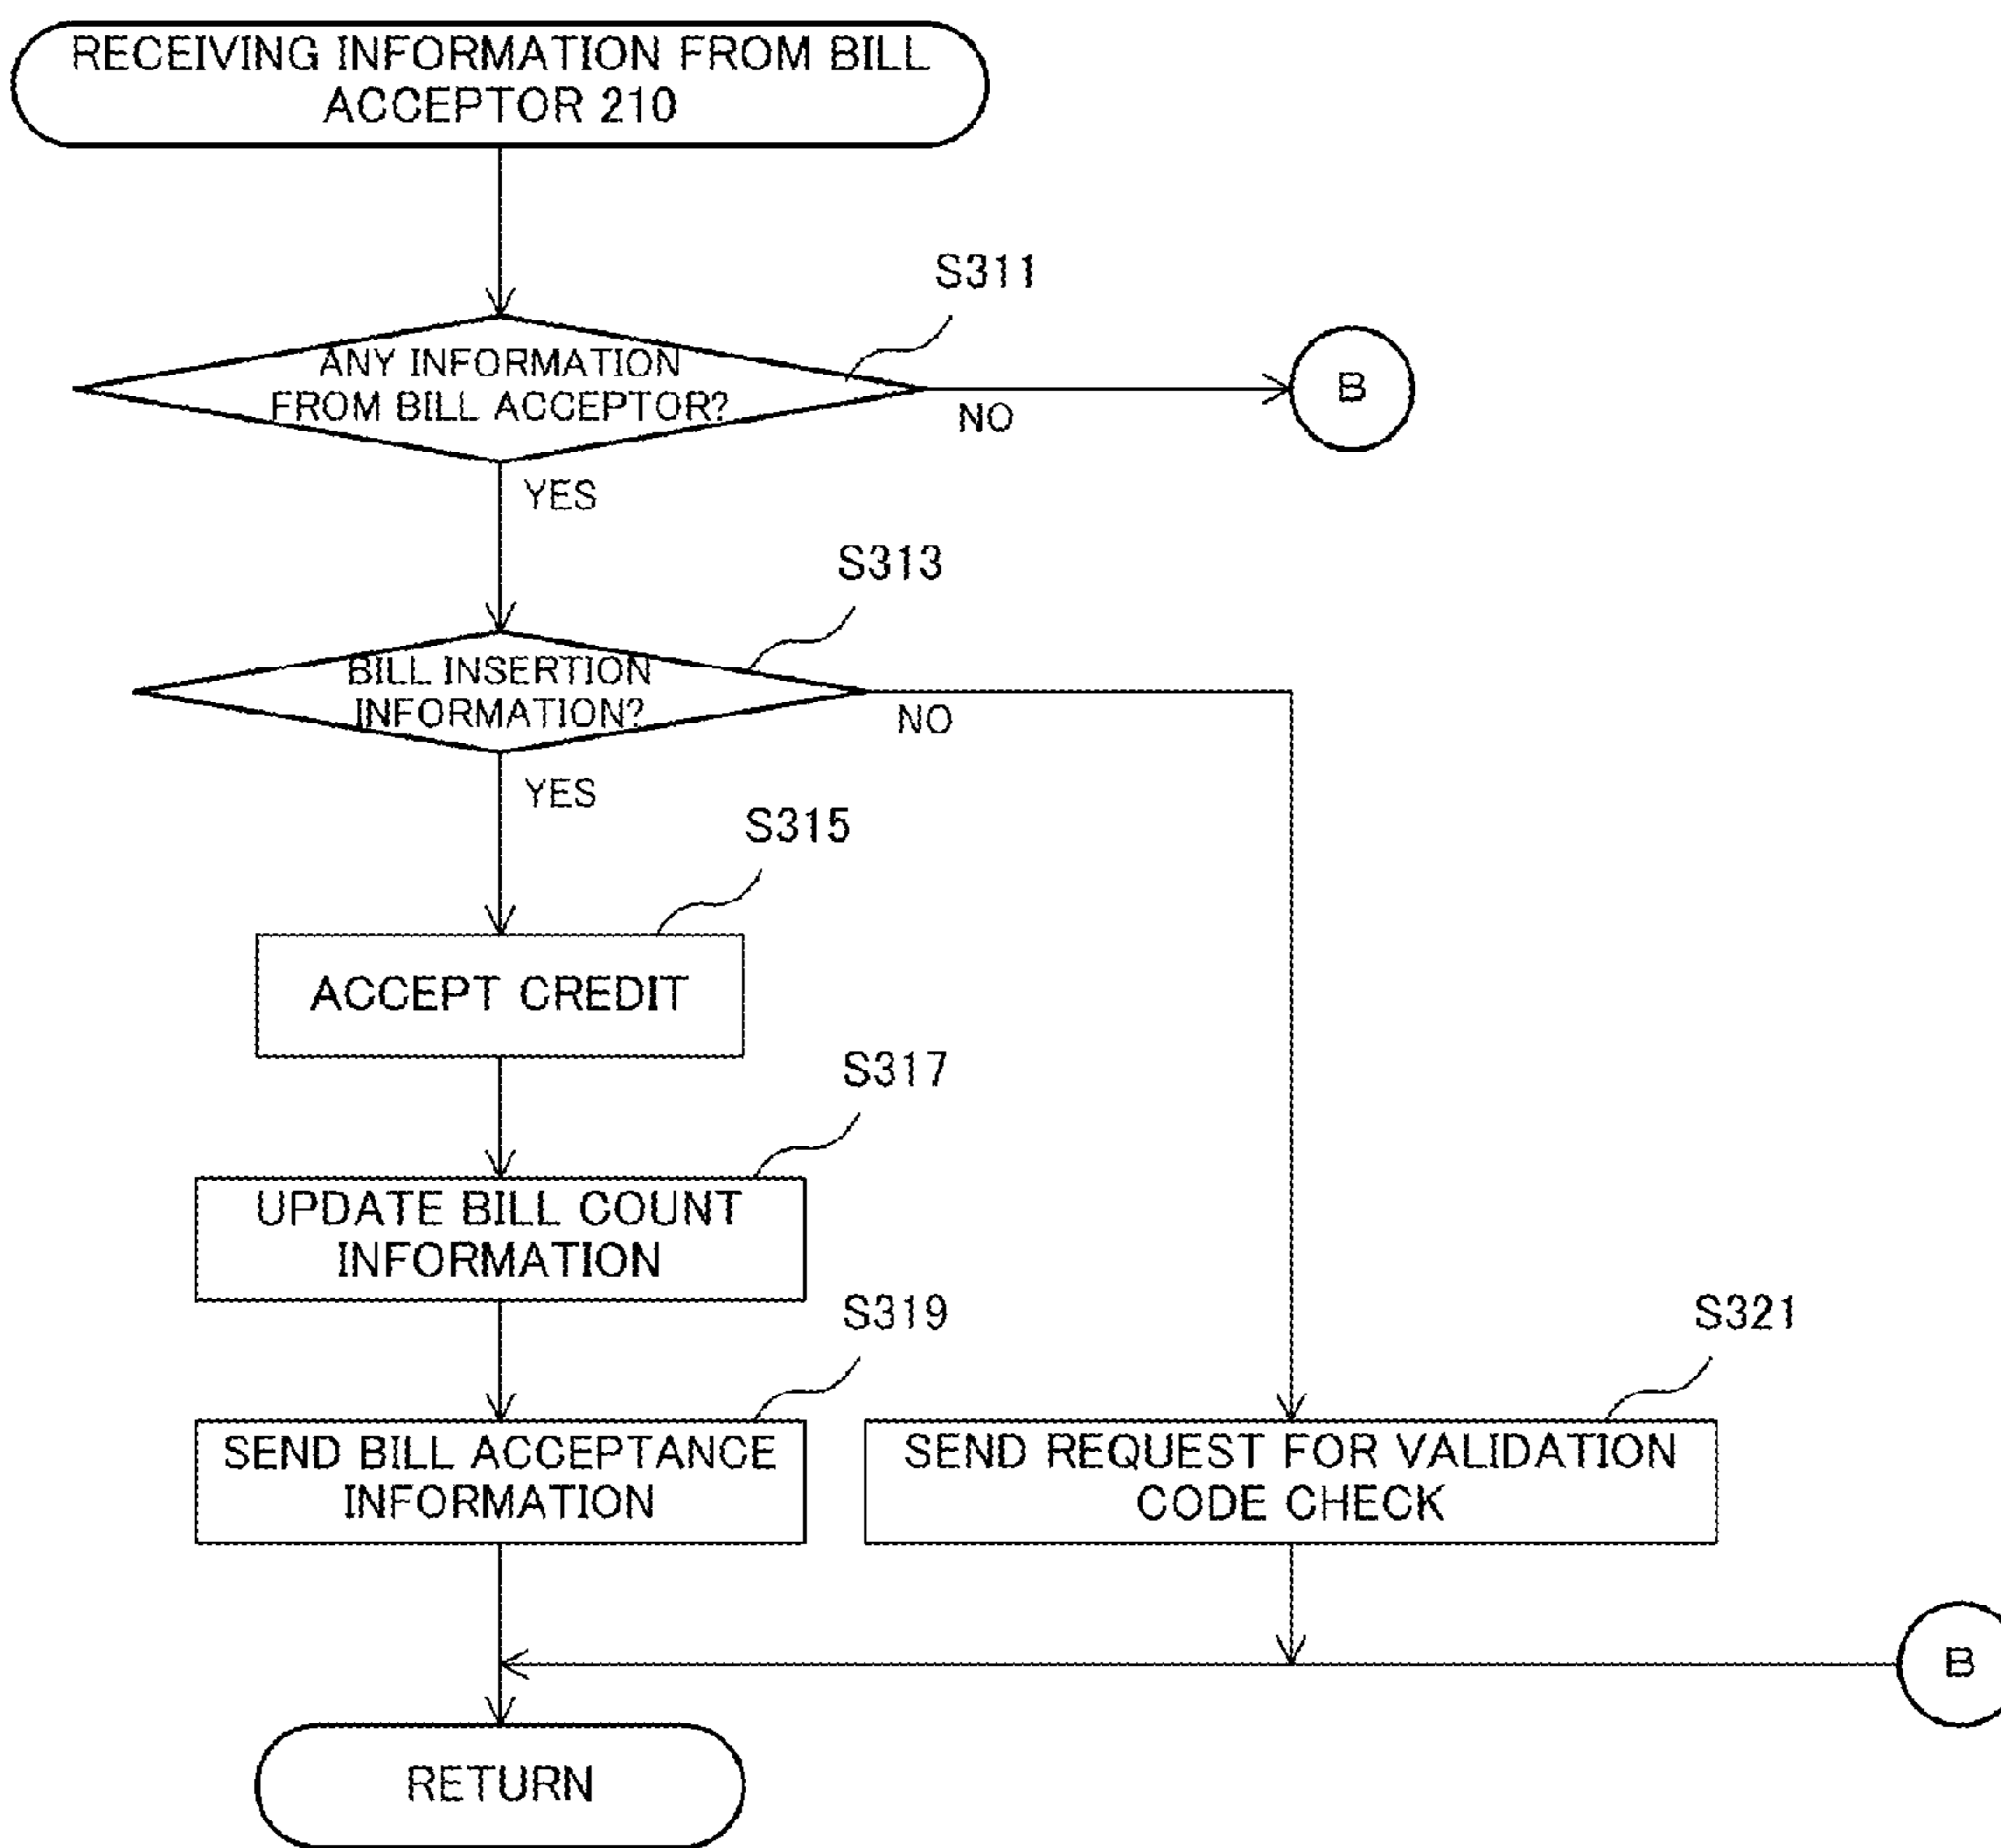 RECEIVING INFORMATION FROM BILL
ACCEPTOR 210
S311
ANY INFORMATION
FROM BILL ACCEPTOR?
NO
B
YES
S313
BILL INSERTION
INFORMATION?
NO
YES
S315
ACCEPT CREDIT
S317
UPDATE BILL COUNT
INFORMATION
S319
SEND BILL ACCEPTANCE
INFORMATION
S321
SEND REQUEST FOR VALIDATION
CODE CHECK
B
RETURN